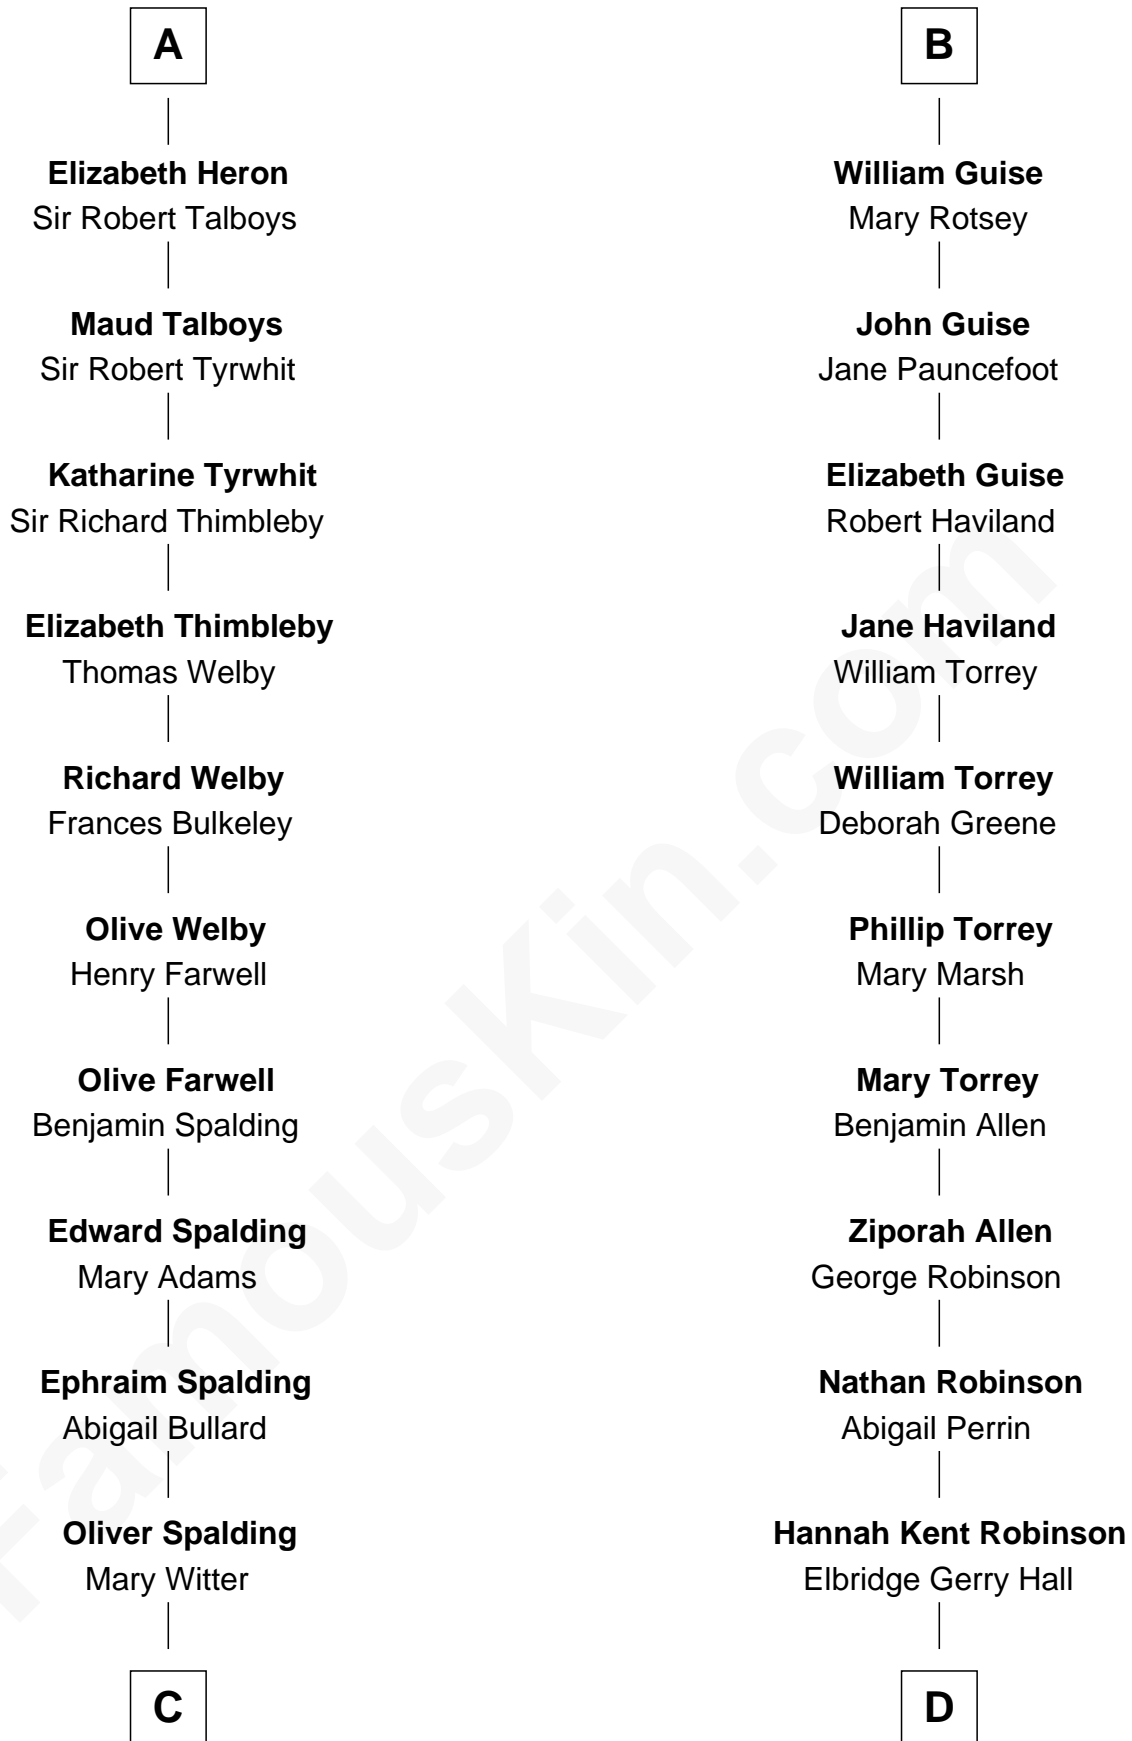 A
Elizabeth Heron
Sir Robert Talboys
Maud Talboys
Sir Robert Tyrwhit
Katharine Tyrwhit
Sir Richard Thimbleby
Elizabeth Thimbleby
Thomas Welby
Richard Welby
Frances Bulkeley
Olive Welby
Henry Farwell
Olive Farwell
Benjamin Spalding
Edward Spalding
Mary Adams
Ephraim Spalding
Abigail Bullard
Oliver Spalding
Mary Witter
C
B
William Guise
Mary Rotsey
John Guise
Jane Pauncefoot
Elizabeth Guise
Robert Haviland
Jane Haviland
William Torrey
William Torrey
Deborah Greene
Phillip Torrey
Mary Marsh
Mary Torrey
Benjamin Allen
Ziporah Allen
George Robinson
Nathan Robinson
Abigail Perrin
Hannah Kent Robinson
Elbridge Gerry Hall
D
FamousKin.com